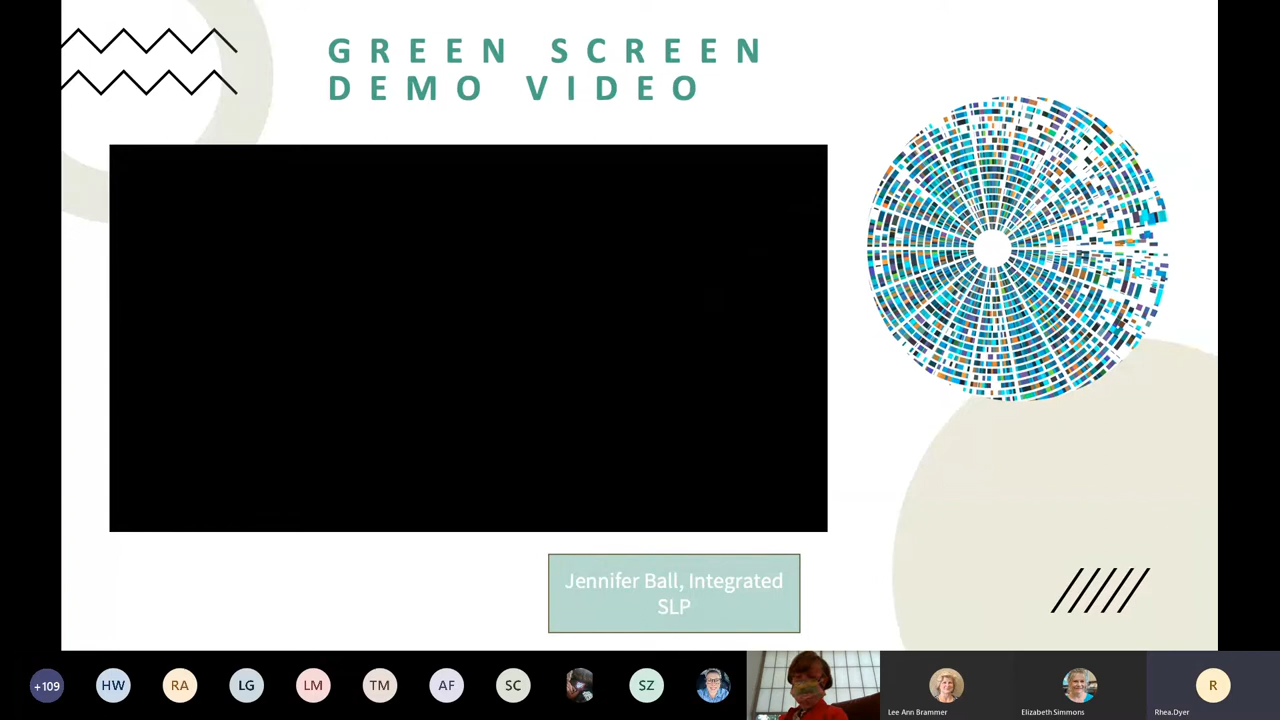 GREEN SCREEN
DEMO VIDEO
Jennifer Ball, Integrated
SLP
+109
HW
RA
LG
LM
TM
AF
SC
SZ
Lee Ann Brammer
Elizabeth Simmons
R
Rhea.Dyer